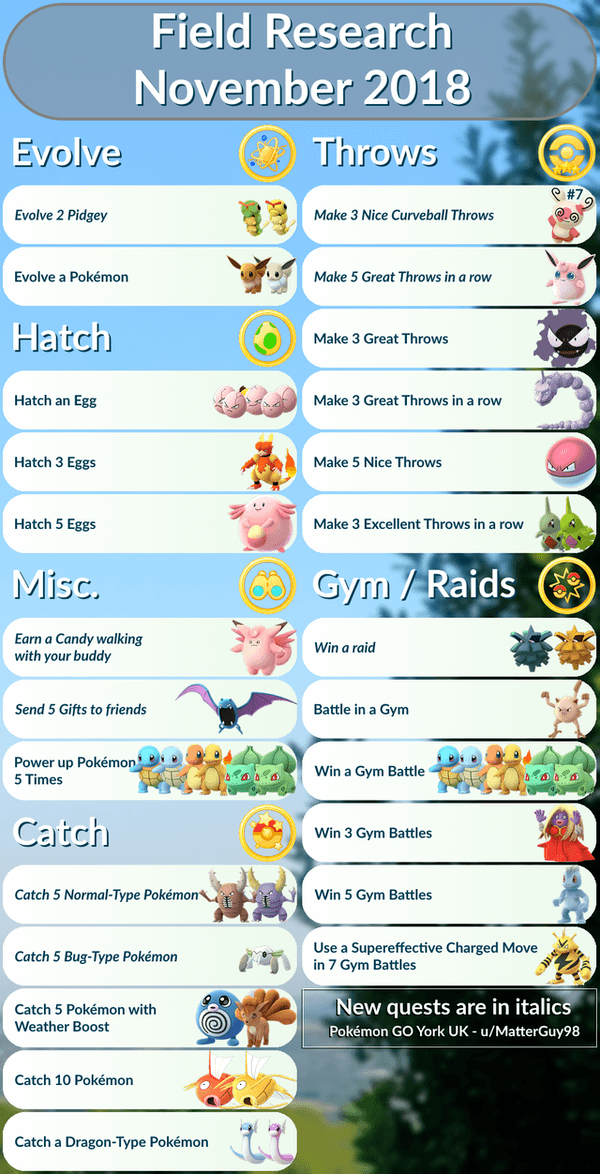 Field Research
November 2018
Evolve
Evolve 2 Pidgey
Evolve a Pokémon
Hatch
Hatch an Egg
Hatch 3 Eggs
Hatch 5 Eggs
Misc.
Earn a Candy walking
with your buddy
Send 5 Gifts to friends
Power up Pokémon
5 Times
Catch
Catch 5 Normal-Type Pokémon
Catch 5 Bug-Type Pokémon
Catch 5 Pokémon with
Weather Boost
Catch 10 Pokémon
Catch a Dragon-Type Pokémon
Throws
#7
Make 3 Nice Curveball Throws
Make 5 Great Throws in a row
Make 3 Great Throws
Make 3 Great Throws in a row
Make 5 Nice Throws
Make 3 Excellent Throws in a row
Gym / Raids
Win a raid
Battle in a Gym
Win a Gym Battle
Win 3 Gym Battles
Win 5 Gym Battles
Use a Supereffective Charged Move
in 7 Gym Battles
New quests are in italics
Pokémon GO York UK - u/MatterGuy98